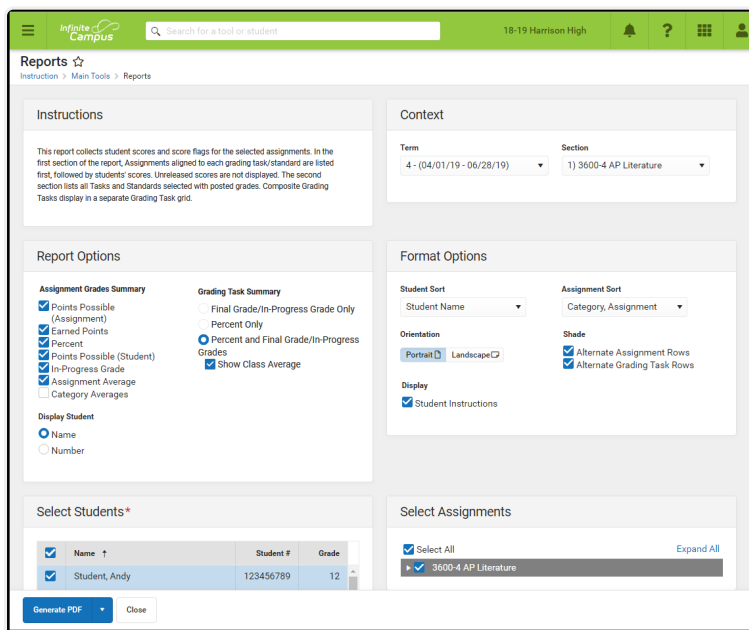 Infinite Campus
Search for a tool or student
18-19 Harrison High
?
Reports
Instruction > Main Tools > Reports
Instructions
This report collects student scores and score flags for the selected assignments. In the
first section of the report, Assignments aligned to each grading task/standard are listed
first, followed by students' scores. Unreleased scores are not displayed. The second
section lists all Tasks and Standards selected with posted grades. Composite Grading
Tasks display in a separate Grading Task grid.
Context
Term
4 - (04/01/19 - 06/28/19)
Section
1) 3600-4 AP Literature
Report Options
Assignment Grades Summary
Points Possible
(Assignment)
Earned Points
Percent
Points Possible (Student)
In-Progress Grade
Assignment Average
Category Averages
Display Student
Name
Number
Grading Task Summary
Final Grade/In-Progress Grade Only
Percent Only
Percent and Final Grade/In-Progress
Grades
Show Class Average
Format Options
Student Sort
Student Name
Assignment Sort
Category, Assignment
Orientation
Portrait Landscape
Shade
Alternate Assignment Rows
Alternate Grading Task Rows
Display
Student Instructions
Select Students*
Name ↑ Student # Grade
Student, Andy 123456789 12
Select Assignments
Select All Expand All
3600-4 AP Literature
Generate PDF Close